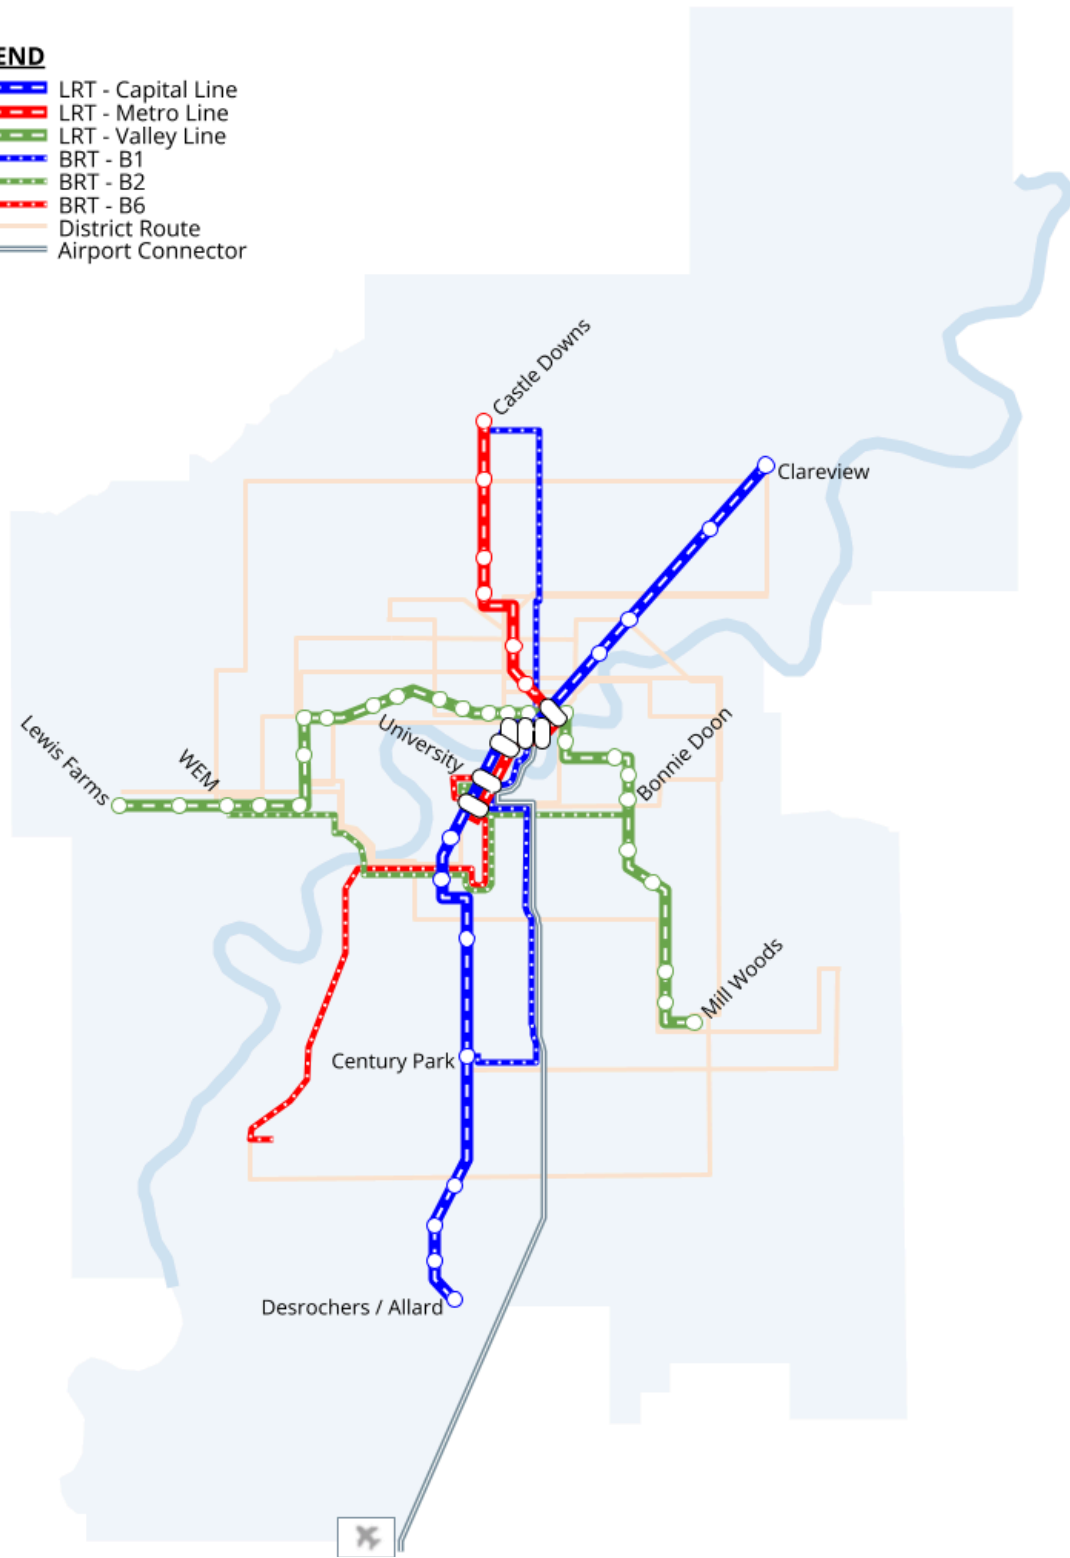 END
LRT - Capital Line
LRT - Metro Line
LRT - Valley Line
BRT - B1
BRT - B2
BRT - B6
District Route
Airport Connector
Castle Downs
Clareview
University
Bonnie Doon
WEM
Lewis Farms
Mill Woods
Century Park
Desrochers / Allard